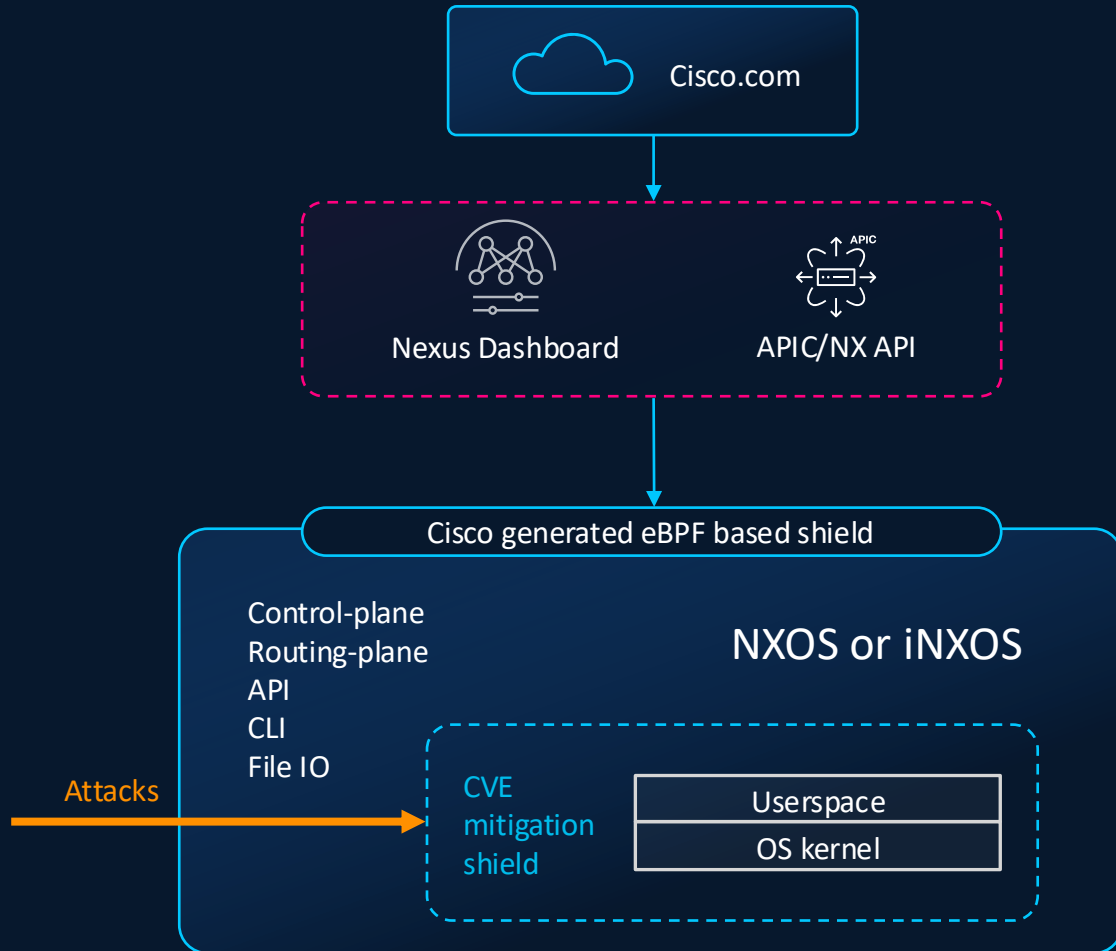 Cisco.com
APIC
Nexus Dashboard
APIC/NX API
Cisco generated eBPF based shield
Control-plane
Routing-plane
API
CLI
File IO
NXOS or iNXOS
Attacks
CVE
mitigation
shield
Userspace
OS kernel